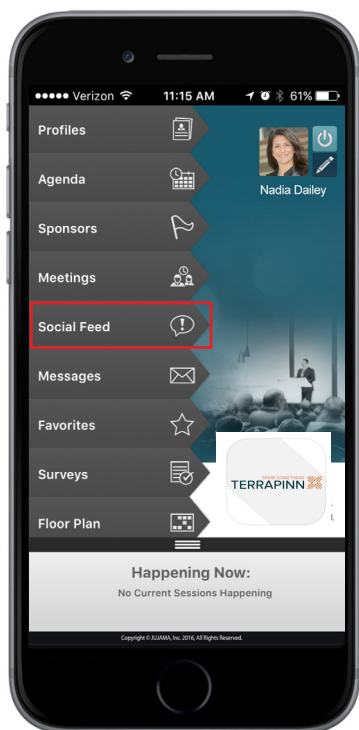 Verizon 11:15 AM 61%
Profiles
Agenda
Nadia Dailey
Sponsors
Meetings
Social Feed
Messages
Favorites
Surveys
TERRAPINN
Floor Plan
Happening Now:
No Current Sessions Happening
Copyright © JUJAMA, Inc. 2016, All Rights Reserved.